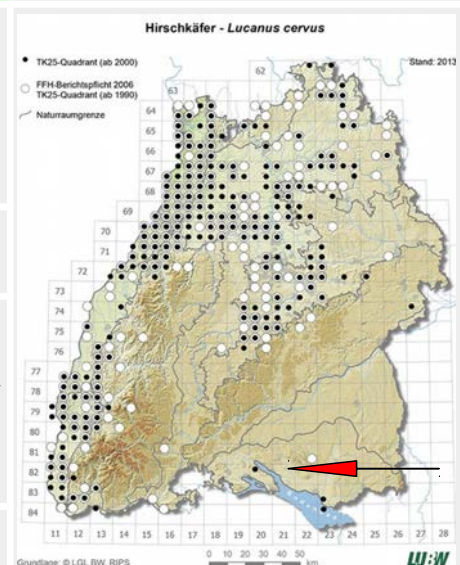 Hirschkäfer - Lucanus cervus
TK25-Quadrant (ab 2000)
FFH-Berichtspflicht 2006
TK25-Quadrant (ab 1990)
Naturraumgrenze
Stand: 2013
62
63
64
65
66
67
68
69
70
71
72
73
74
75
76
77
78
79
80
81
82
83
84
11 12 13 14 15 16 17 18 19 20 21 22 23 24 25 26 27 28
0 10 20 30 40 50
km
Grundlage: © LGL BW, RIPS
LUBW